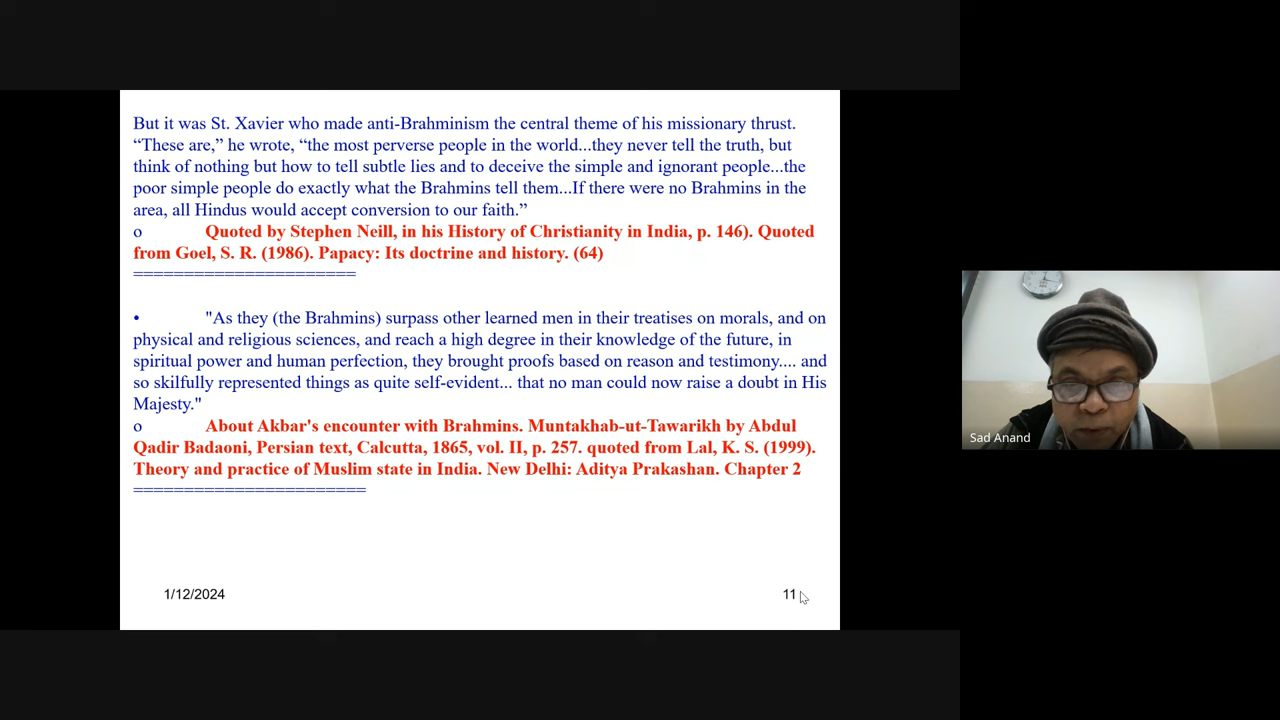 But it was St. Xavier who made anti-Brahminism the central theme of his missionary thrust.
“These are,” he wrote, “the most perverse people in the world...they never tell the truth, but
think of nothing but how to tell subtle lies and to deceive the simple and ignorant people...the
poor simple people do exactly what the Brahmins tell them...If there were no Brahmins in the
area, all Hindus would accept conversion to our faith.”
o Quoted by Stephen Neill, in his History of Christianity in India, p. 146). Quoted
from Goel, S. R. (1986). Papacy: Its doctrine and history. (64)
======================
• "As they (the Brahmins) surpass other learned men in their treatises on morals, and on
physical and religious sciences, and reach a high degree in their knowledge of the future, in
spiritual power and human perfection, they brought proofs based on reason and testimony.... and
so skilfully represented things as quite self-evident... that no man could now raise a doubt in His
Majesty."
o About Akbar's encounter with Brahmins. Muntakhab-ut-Tawarikh by Abdul
Qadir Badaoni, Persian text, Calcutta, 1865, vol. II, p. 257. quoted from Lal, K. S. (1999).
Theory and practice of Muslim state in India. New Delhi: Aditya Prakashan. Chapter 2
=======================
1/12/2024
11
Sad Anand